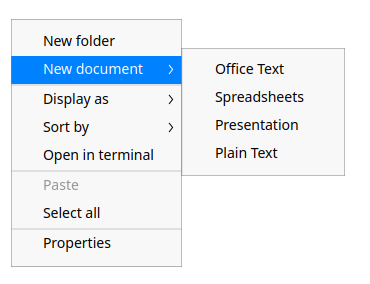 New folder
New document
Display as
Sort by
Open in terminal
Paste
Select all
Properties
Office Text
Spreadsheets
Presentation
Plain Text